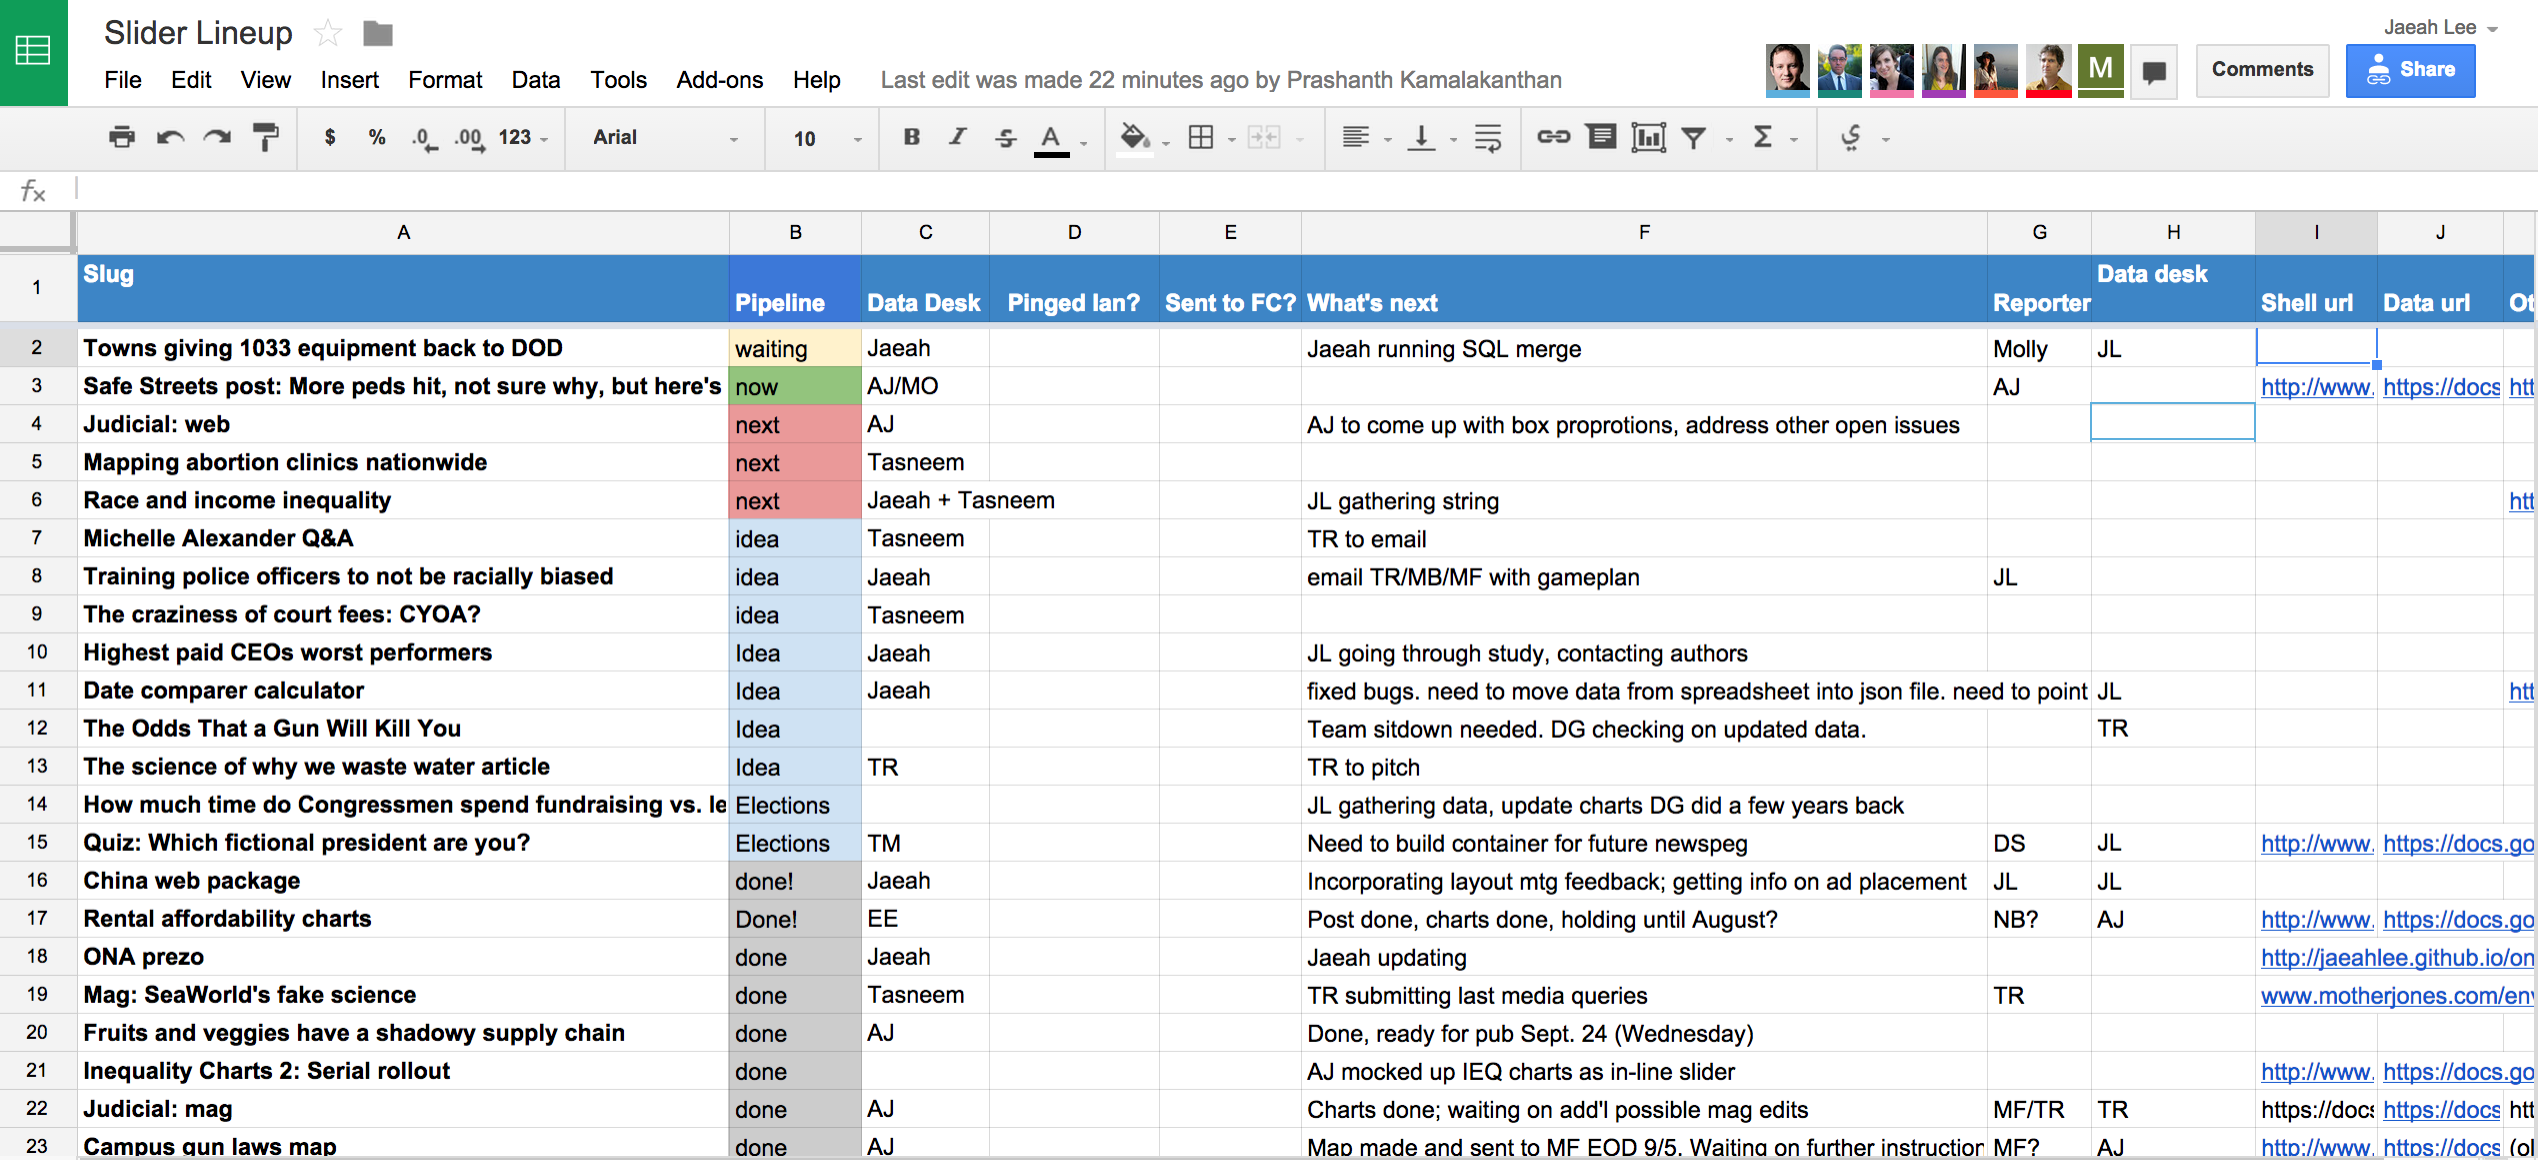 Slider Lineup
Jaeah Lee
File Edit View Insert Format Data Tools Add-ons Help Last edit was made 22 minutes ago by Prashanth Kamalakanthan
M Comments Share
$ % .0 .00 123 Arial 10 B I S A Σ
fx
A B C D E F G H I J
1 Slug Pipeline Data Desk Pinged Ian? Sent to FC? What's next Reporter Data desk Shell url Data url Ot
2 Towns giving 1033 equipment back to DOD waiting Jaeah Jaeah running SQL merge Molly JL
3 Safe Streets post: More peds hit, not sure why, but here's now AJ/MO AJ http://www. https://docs htt
4 Judicial: web next AJ AJ to come up with box proprotions, address other open issues
5 Mapping abortion clinics nationwide next Tasneem
6 Race and income inequality next Jaeah + Tasneem JL gathering string htt
7 Michelle Alexander Q&A idea Tasneem TR to email
8 Training police officers to not be racially biased idea Jaeah email TR/MB/MF with gameplan JL
9 The craziness of court fees: CYOA? idea Tasneem
10 Highest paid CEOs worst performers Idea Jaeah JL going through study, contacting authors
11 Date comparer calculator Idea Jaeah fixed bugs. need to move data from spreadsheet into json file. need to point JL htt
12 The Odds That a Gun Will Kill You Idea Team sitdown needed. DG checking on updated data. TR
13 The science of why we waste water article Idea TR TR to pitch
14 How much time do Congressmen spend fundraising vs. le Elections JL gathering data, update charts DG did a few years back
15 Quiz: Which fictional president are you? Elections TM Need to build container for future newspeg DS JL http://www. https://docs.go
16 China web package done! Jaeah Incorporating layout mtg feedback; getting info on ad placement JL JL
17 Rental affordability charts Done! EE Post done, charts done, holding until August? NB? AJ http://www. https://docs.go
18 ONA prezo done Jaeah Jaeah updating http://jaeahlee.github.io/on
19 Mag: SeaWorld's fake science done Tasneem TR submitting last media queries TR www.motherjones.com/env
20 Fruits and veggies have a shadowy supply chain done AJ Done, ready for pub Sept. 24 (Wednesday)
21 Inequality Charts 2: Serial rollout done AJ mocked up IEQ charts as in-line slider http://www. https://docs.go
22 Judicial: mag done AJ Charts done; waiting on add'l possible mag edits MF/TR TR https://docs https://docs htt
23 Campus gun laws map done AJ Map made and sent to MF EOD 9/5. Waiting on further instruction MF? AJ http://www. https://docs (ol